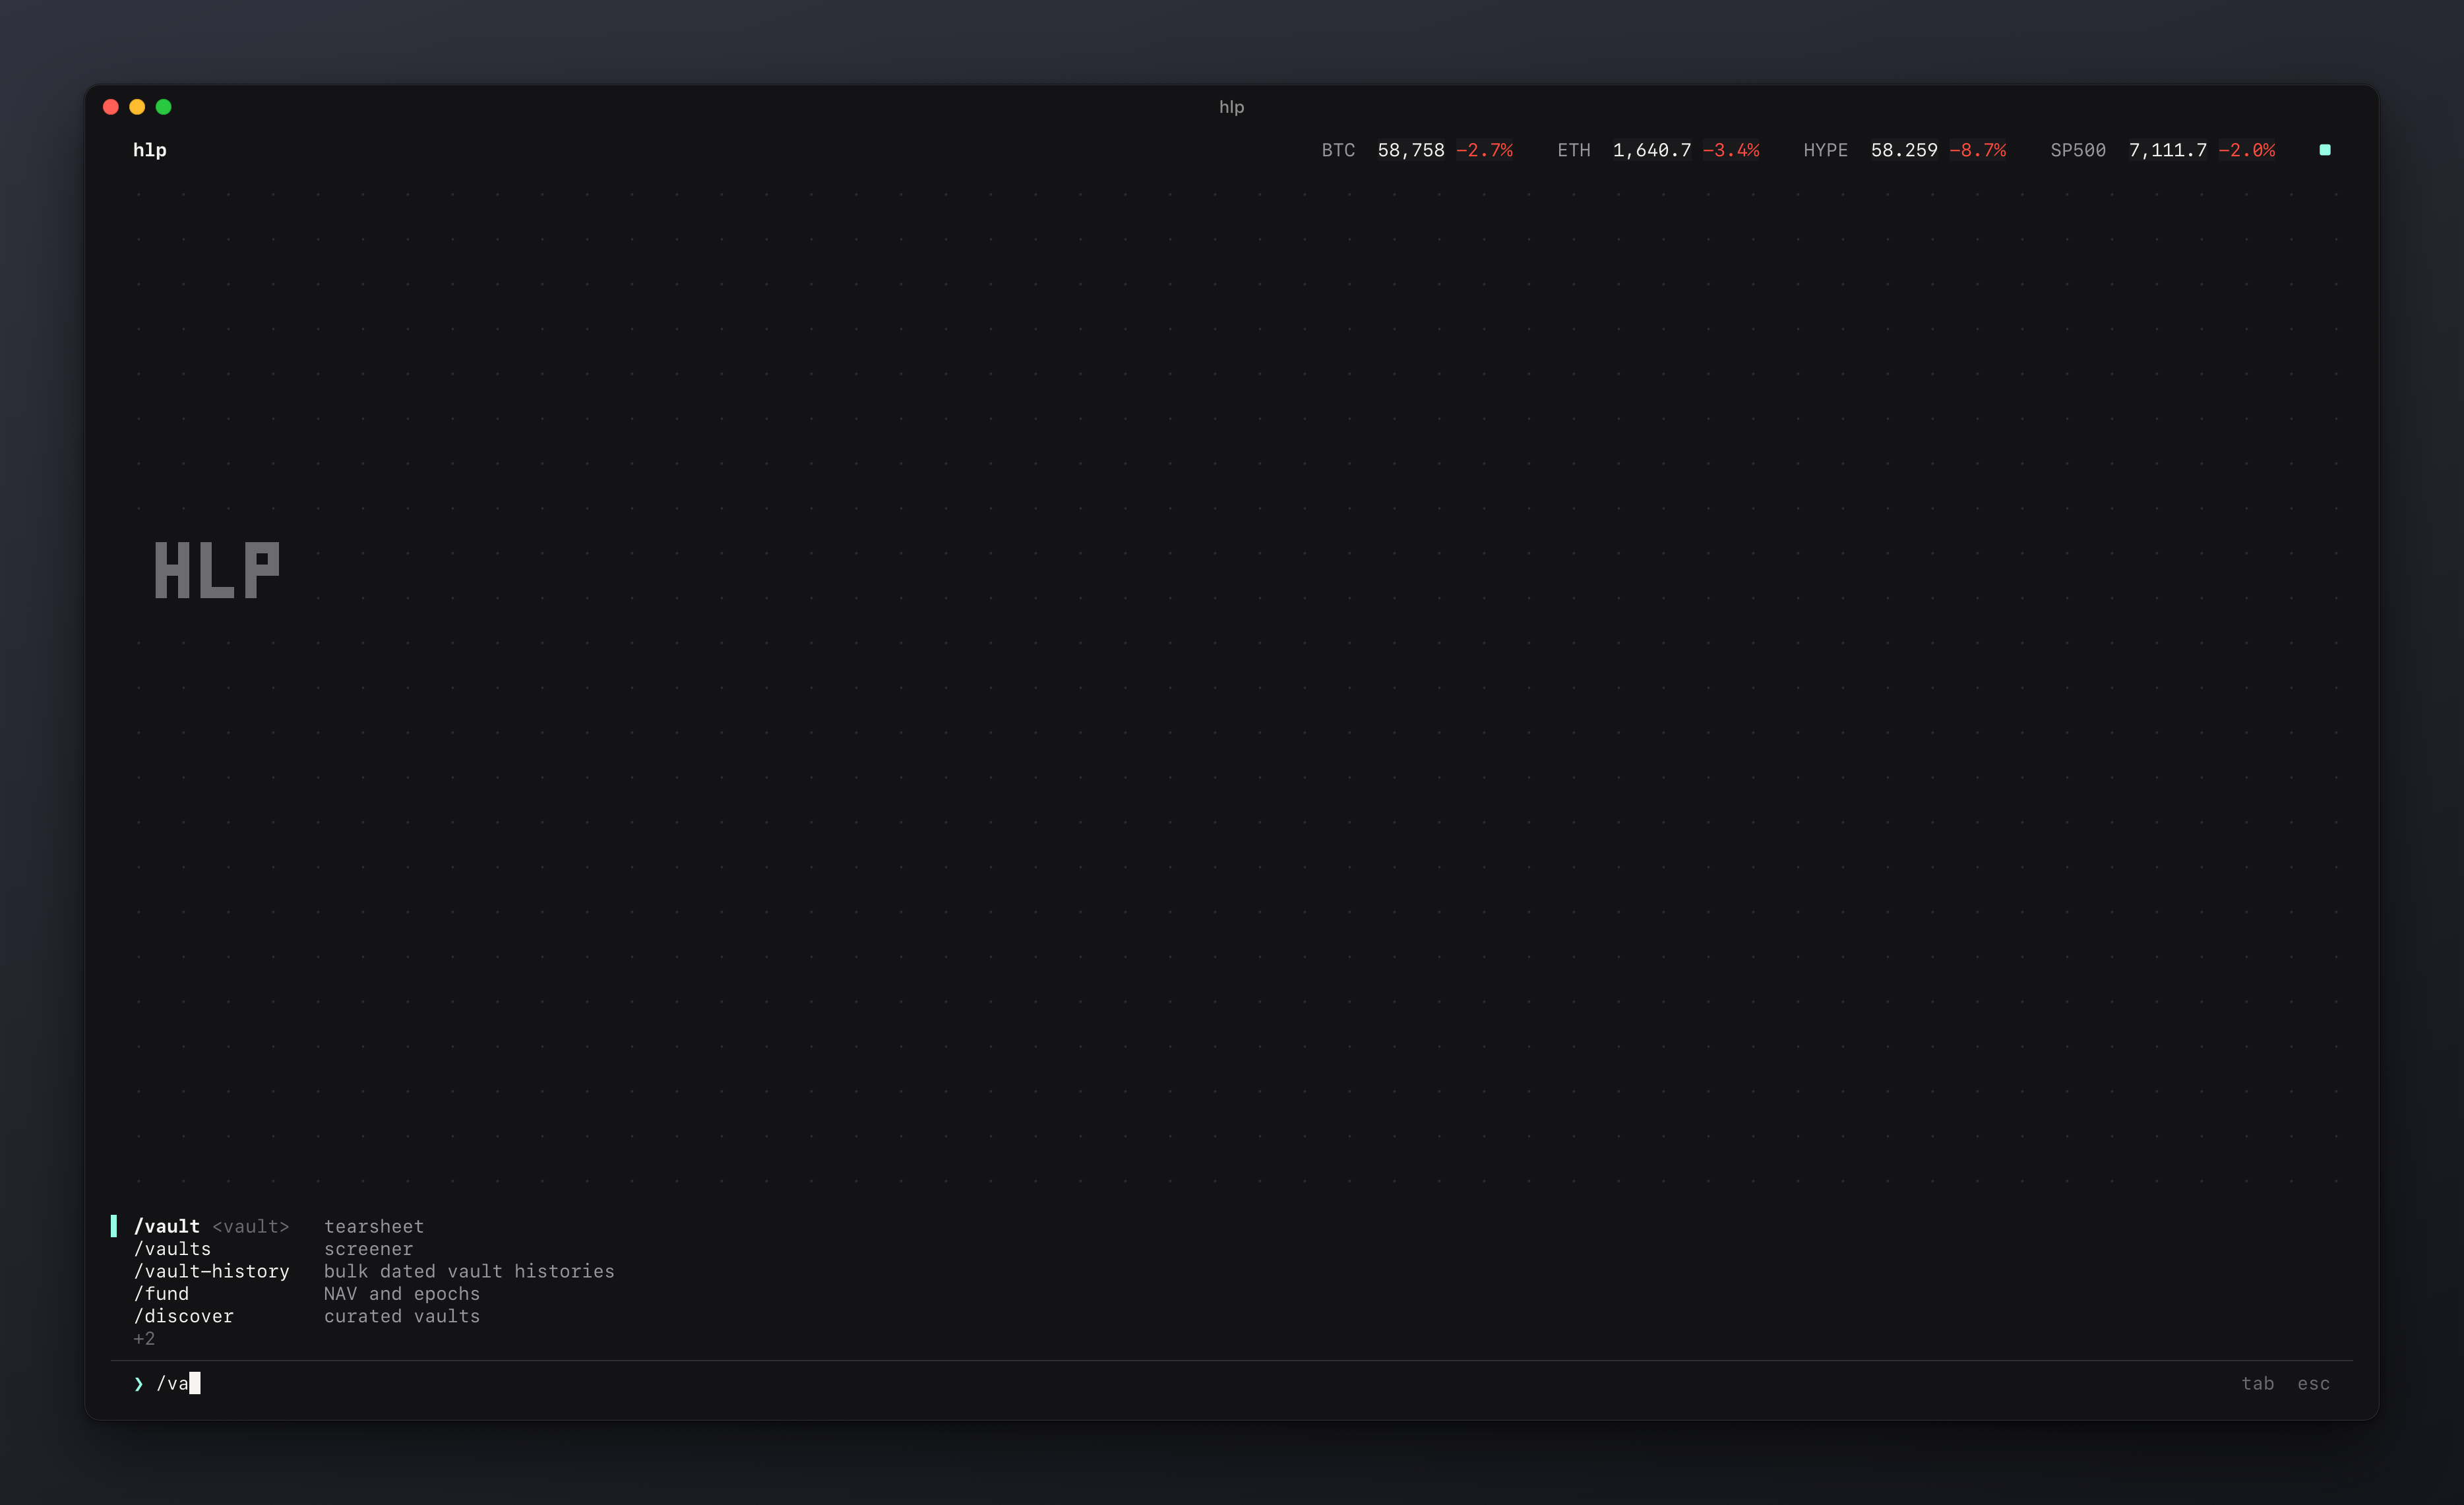 hlp
hlp BTC 58,758 −2.7% ETH 1,640.7 −3.4% HYPE 58.259 −8.7% SP500 7,111.7 −2.0%
HLP
/vault <vault> tearsheet
/vaults screener
/vault-history bulk dated vault histories
/fund NAV and epochs
/discover curated vaults
+2
❯ /va tab esc